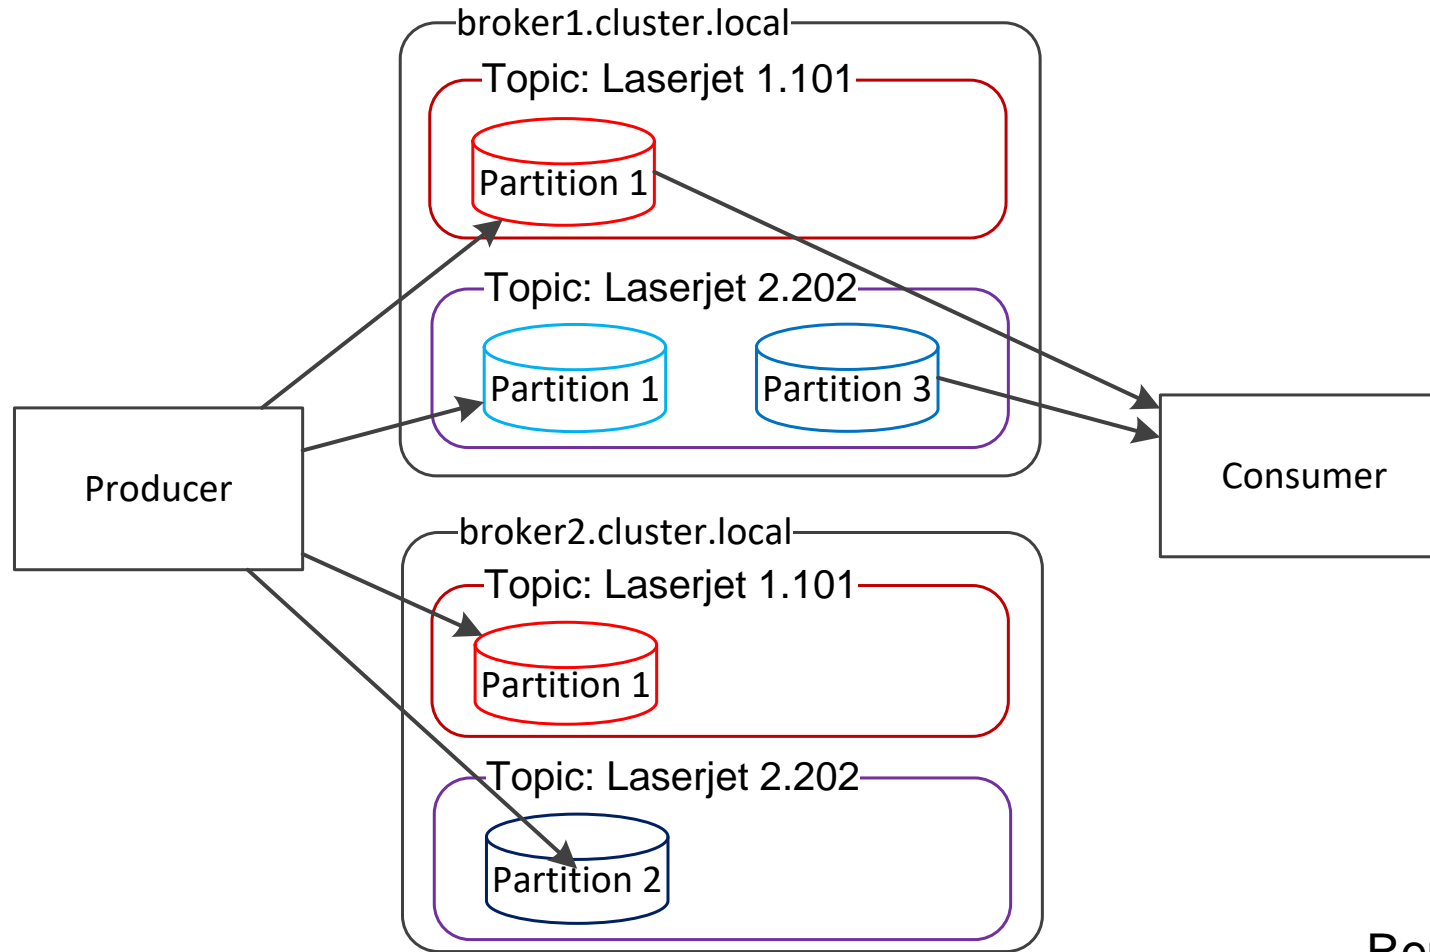 broker1.cluster.local
Topic: Laserjet 1.101
Partition 1
Topic: Laserjet 2.202
Partition 1
Partition 3
Producer
Consumer
broker2.cluster.local
Topic: Laserjet 1.101
Partition 1
Topic: Laserjet 2.202
Partition 2